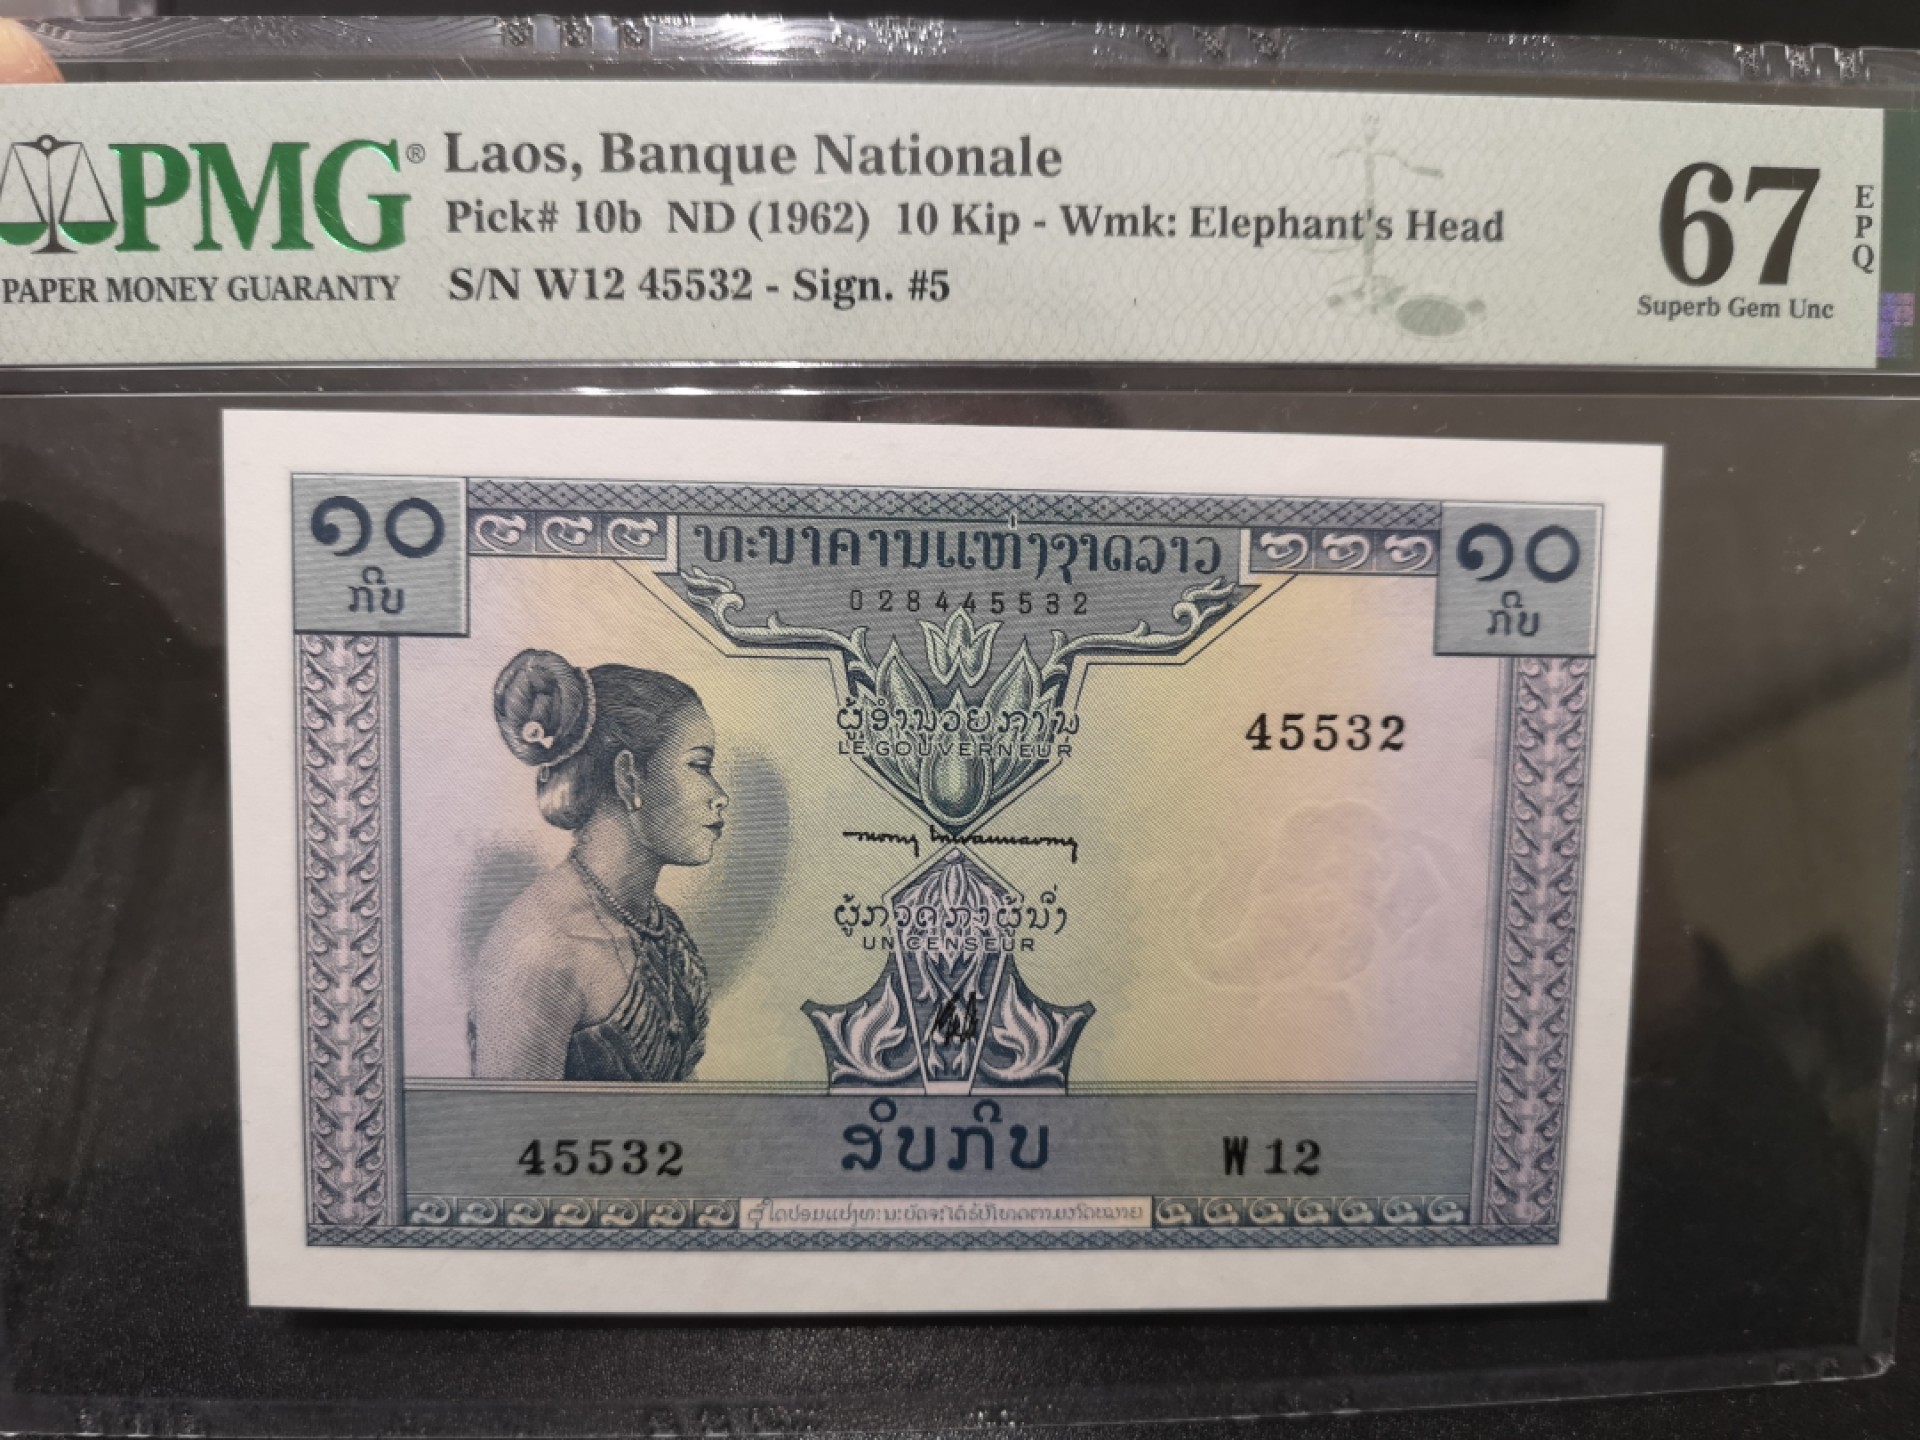 PMG®
PAPER MONEY GUARANTY
Laos, Banque Nationale
Pick# 10b ND (1962) 10 Kip - Wmk: Elephant's Head
S/N W12 45532 - Sign. #5
67
EPQ
Superb Gem Unc
໑໐
ກີບ
ທະນາຄານແຫ່ງຊາດລາວ
໑໐
ກີບ
028445532
ຜູ້ອຳນວຍການ
LE GOUVERNEUR
45532
ຜູ້ກວດກາຜູ້ນຶ່ງ
UN CENSEUR
45532
ສິບກີບ
W 12